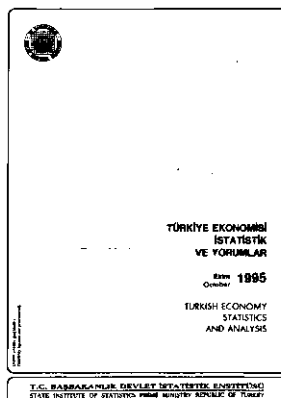 TÜRKİYE EKONOMİSİ
İSTATİSTİK
VE YORUMLAR
Ekim
October 1995
TURKISH ECONOMY
STATISTICS
AND ANALYSIS
T.C. BAŞBAKANLIK DEVLET İSTATİSTİK ENSTİTÜSÜ
STATE INSTITUTE OF STATISTICS PRIME MINISTRY REPUBLIC OF TURKEY